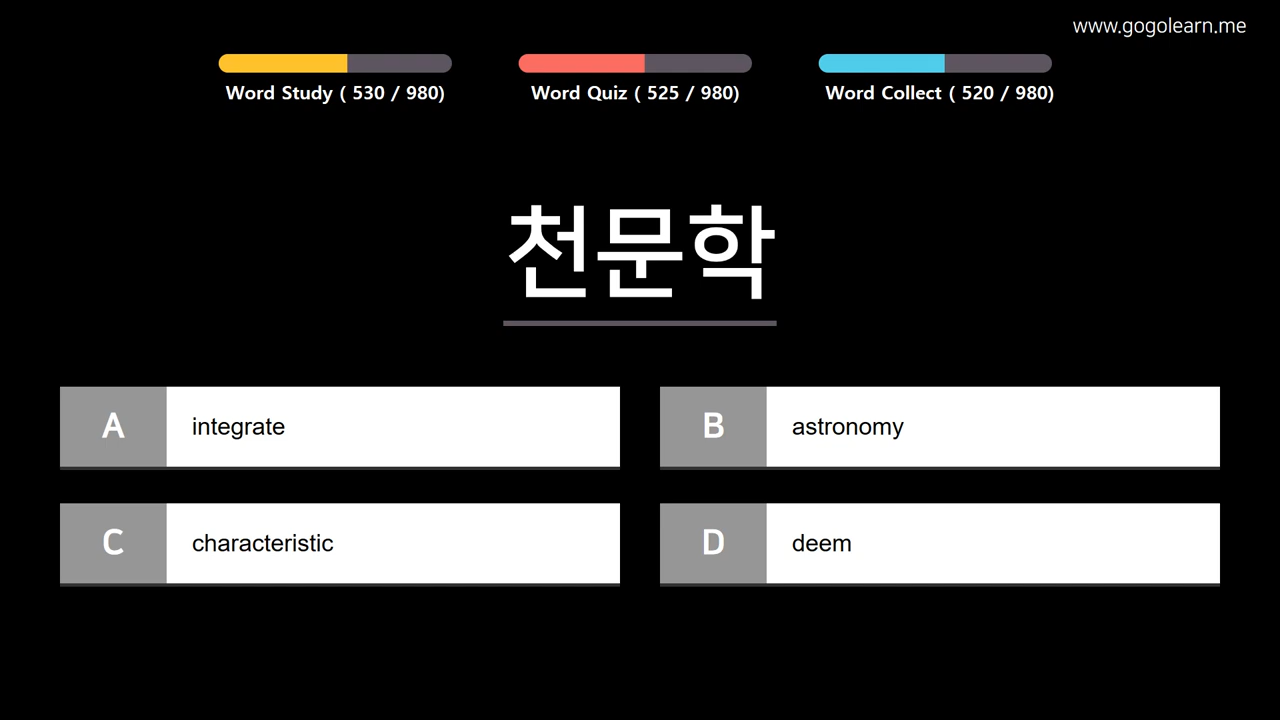 www.gogolearn.me
Word Study ( 530 / 980)
Word Quiz ( 525 / 980)
Word Collect ( 520 / 980)
천문학
A integrate
B astronomy
C characteristic
D deem